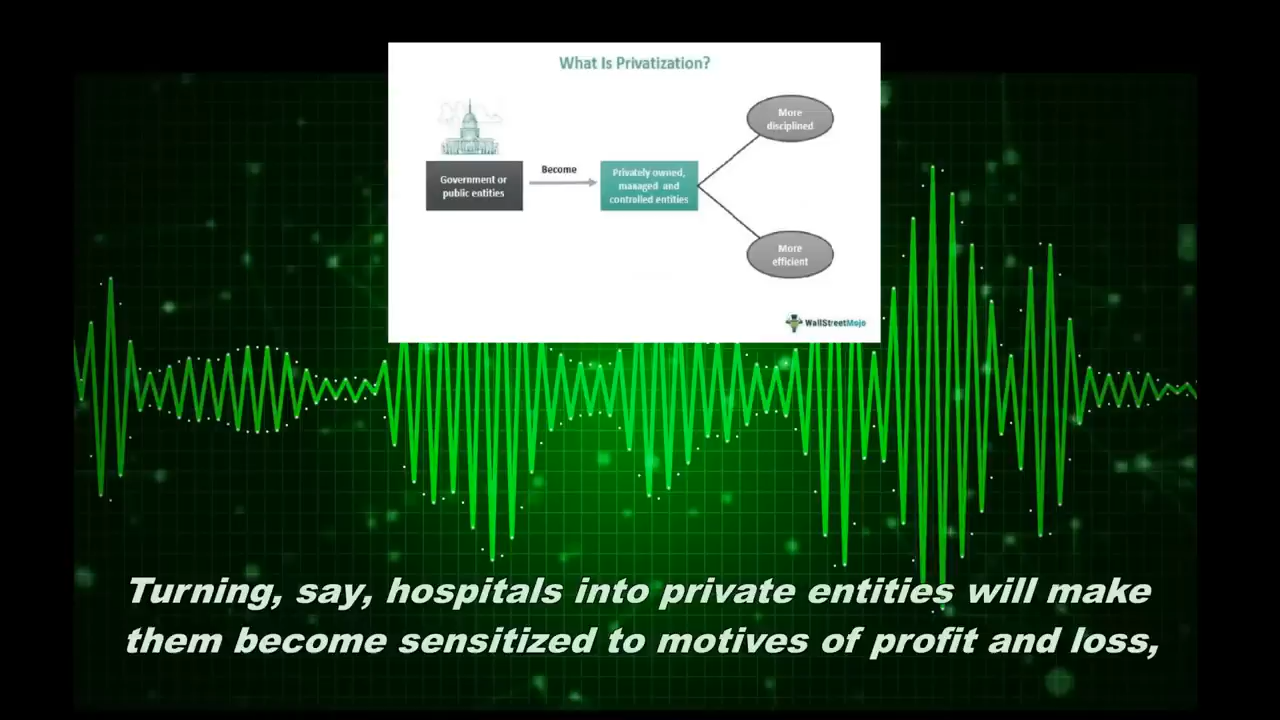 What Is Privatization?
More
disciplined
Government or
public entities
Become
Privately owned,
managed and
controlled entities
More
efficient
WallStreetMojo
Turning, say, hospitals into private entities will make
them become sensitized to motives of profit and loss,